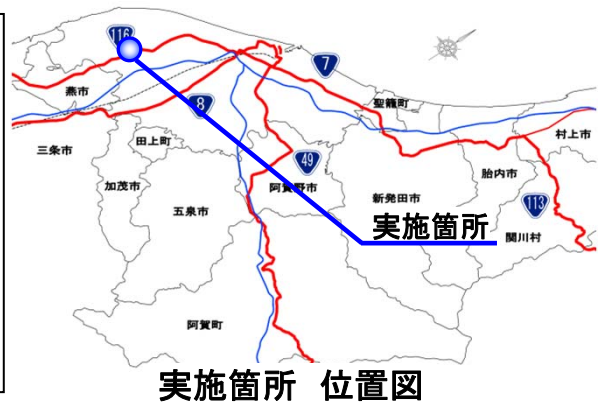 116
7
燕市
8
聖籠町
三条市
田上町
村上市
49
加茂市
阿賀野市
胎内市
新発田市
113
五泉市
実施箇所
関川村
阿賀町
実施箇所 位置図